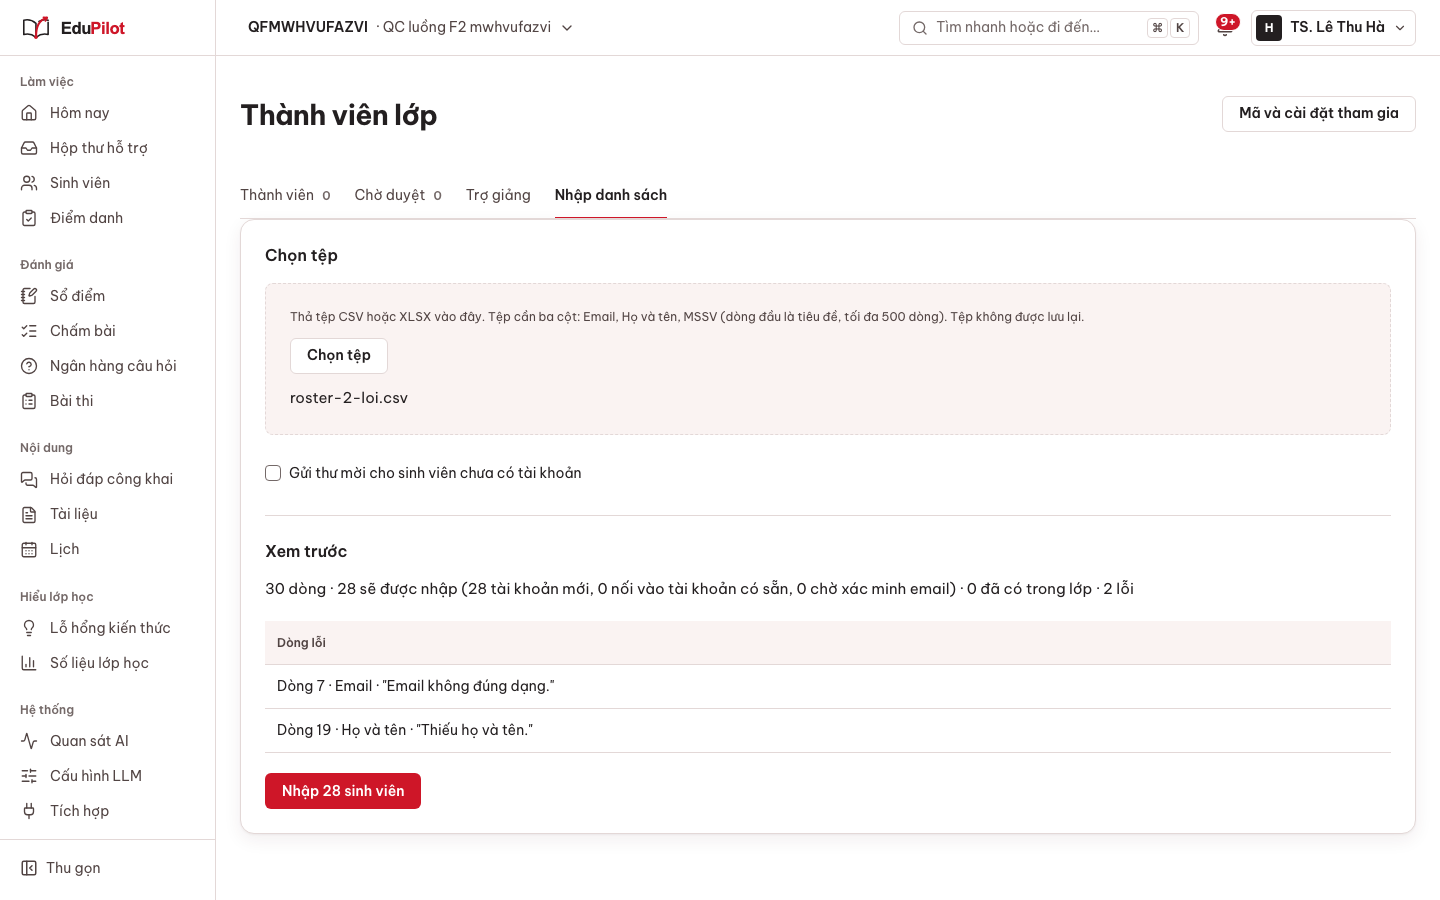 EduPilot
QFMWHVUFAZVI · QC luồng F2 mwhvufazvi
Tìm nhanh hoặc đi đến... ⌘ K
9+
H TS. Lê Thu Hà
Làm việc
Hôm nay
Hộp thư hỗ trợ
Sinh viên
Điểm danh
Đánh giá
Sổ điểm
Chấm bài
Ngân hàng câu hỏi
Bài thi
Nội dung
Hỏi đáp công khai
Tài liệu
Lịch
Hiểu lớp học
Lỗ hổng kiến thức
Số liệu lớp học
Hệ thống
Quan sát AI
Cấu hình LLM
Tích hợp
Thu gọn
Thành viên lớp
Mã và cài đặt tham gia
Thành viên 0 Chờ duyệt 0 Trợ giảng Nhập danh sách
Chọn tệp
Thả tệp CSV hoặc XLSX vào đây. Tệp cần ba cột: Email, Họ và tên, MSSV (dòng đầu là tiêu đề, tối đa 500 dòng). Tệp không được lưu lại.
Chọn tệp
roster-2-loi.csv
Gửi thư mời cho sinh viên chưa có tài khoản
Xem trước
30 dòng · 28 sẽ được nhập (28 tài khoản mới, 0 nối vào tài khoản có sẵn, 0 chờ xác minh email) · 0 đã có trong lớp · 2 lỗi
Dòng lỗi
Dòng 7 · Email · "Email không đúng dạng."
Dòng 19 · Họ và tên · "Thiếu họ và tên."
Nhập 28 sinh viên